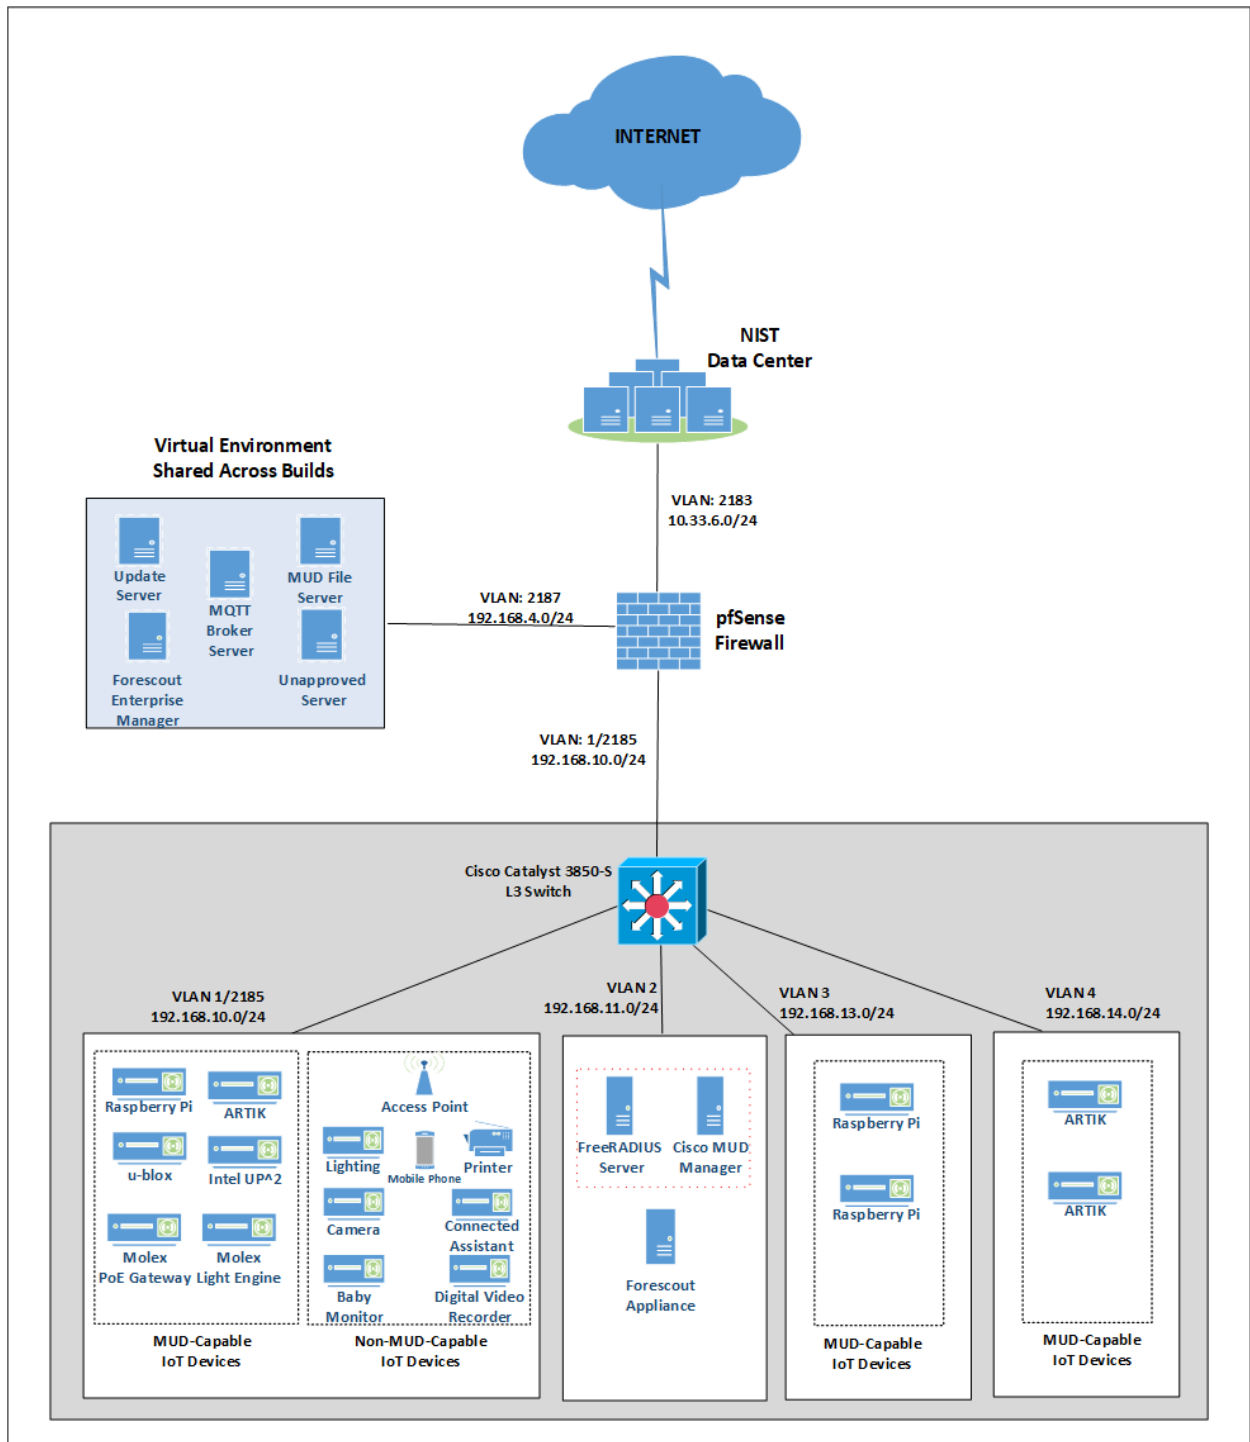 INTERNET
NIST
Data Center
Virtual Environment
Shared Across Builds
VLAN: 2183
10.33.6.0/24
Update
Server
MQTT
Broker
Server
MUD File
Server
Forescout
Enterprise
Manager
Unapproved
Server
VLAN: 2187
192.168.4.0/24
pfSense
Firewall
VLAN: 1/2185
192.168.10.0/24
Cisco Catalyst 3850-S
L3 Switch
VLAN 1/2185
192.168.10.0/24
VLAN 2
192.168.11.0/24
VLAN 3
192.168.13.0/24
VLAN 4
192.168.14.0/24
Raspberry Pi
ARTIK
u-blox
Intel UP^2
Molex
PoE Gateway
Molex
Light Engine
MUD-Capable
IoT Devices
Access Point
Lighting
Mobile Phone
Printer
Camera
Connected
Assistant
Baby
Monitor
Digital Video
Recorder
Non-MUD-Capable
IoT Devices
FreeRADIUS
Server
Cisco MUD
Manager
Forescout
Appliance
Raspberry Pi
Raspberry Pi
MUD-Capable
IoT Devices
ARTIK
ARTIK
MUD-Capable
IoT Devices